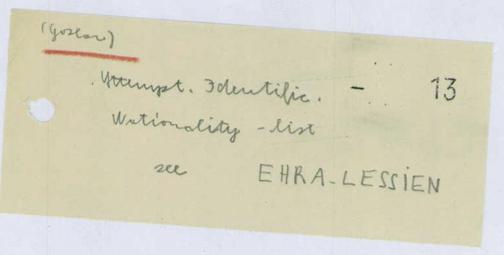 (Goslar)
Attempt. Identific. - 13
Nationality - list
see EHRA-LESSIEN